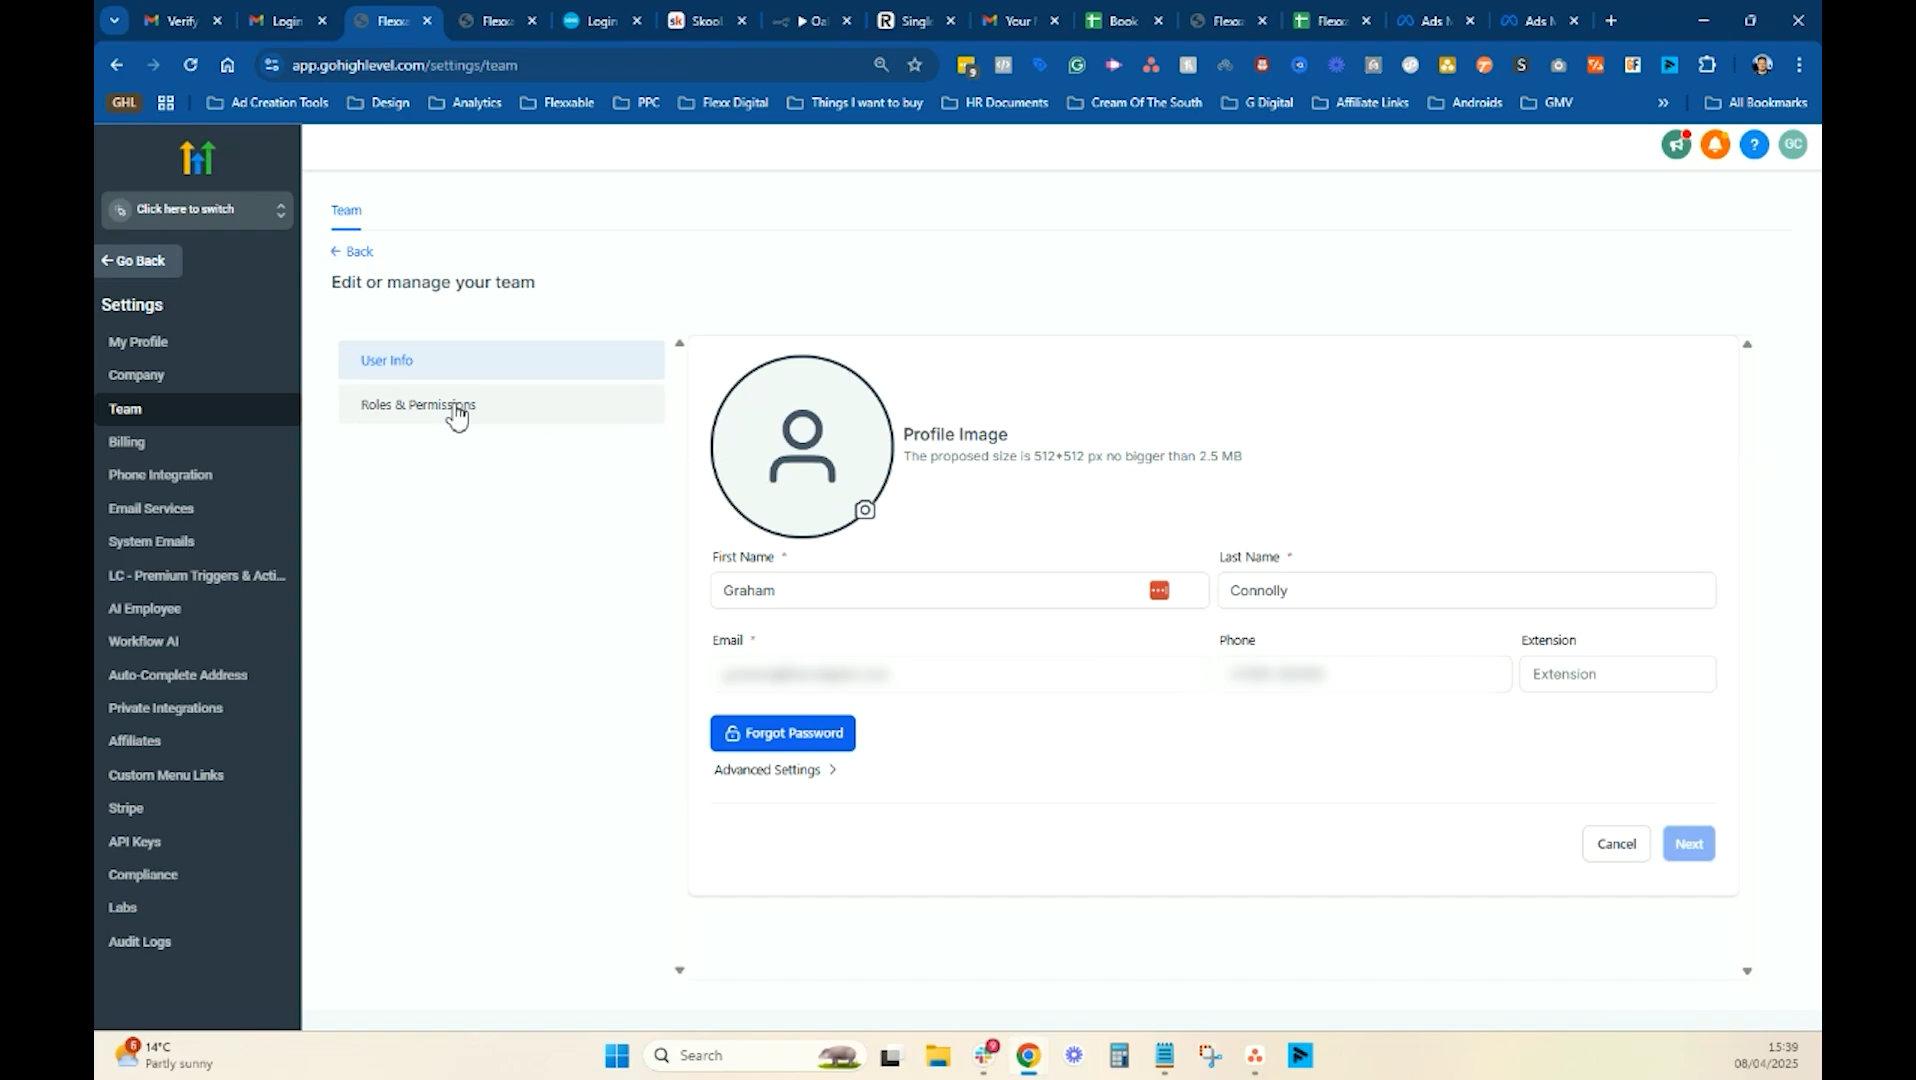 Verify
Login
Flexxa
Flexxa
Login
sk Skool
Oa
R Singl
Your
Book
Flexxa
Flexxa
Ads
Ads
app.gohighlevel.com/settings/team
GHL
Ad Creation Tools
Design
Analytics
Flexxable
PPC
Flexx Digital
Things I want to buy
HR Documents
Cream Of The South
G Digital
Affiliate Links
Androids
GMV
All Bookmarks
GC
Click here to switch
Go Back
Settings
My Profile
Company
Team
Billing
Phone Integration
Email Services
System Emails
LC - Premium Triggers & Acti...
AI Employee
Workflow AI
Auto-Complete Address
Private Integrations
Affiliates
Custom Menu Links
Stripe
API Keys
Compliance
Labs
Audit Logs
Team
Back
Edit or manage your team
User Info
Roles & Permissions
Profile Image
The proposed size is 512*512 px no bigger than 2.5 MB
First Name *
Last Name *
Graham
Connolly
Email *
Phone
Extension
Extension
Forgot Password
Advanced Settings
Cancel
Next
6
14°C
Partly sunny
Search
15:39
08/04/2025